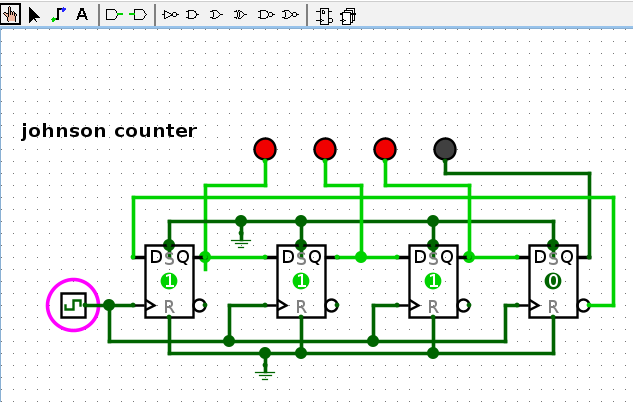 A
johnson counter
D S Q D S Q D S Q D S Q
1 1 1 0
R R R R